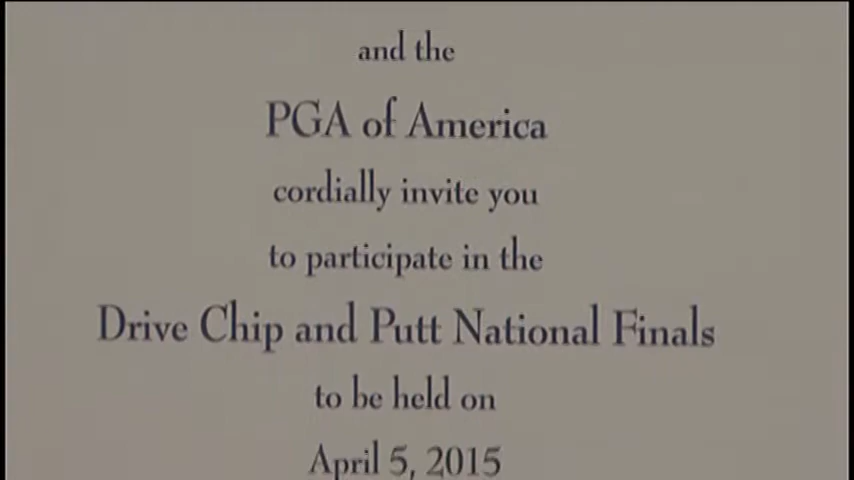 and the
PGA of America
cordially invite you
to participate in the
Drive Chip and Putt National Finals
to be held on
April 5, 2015